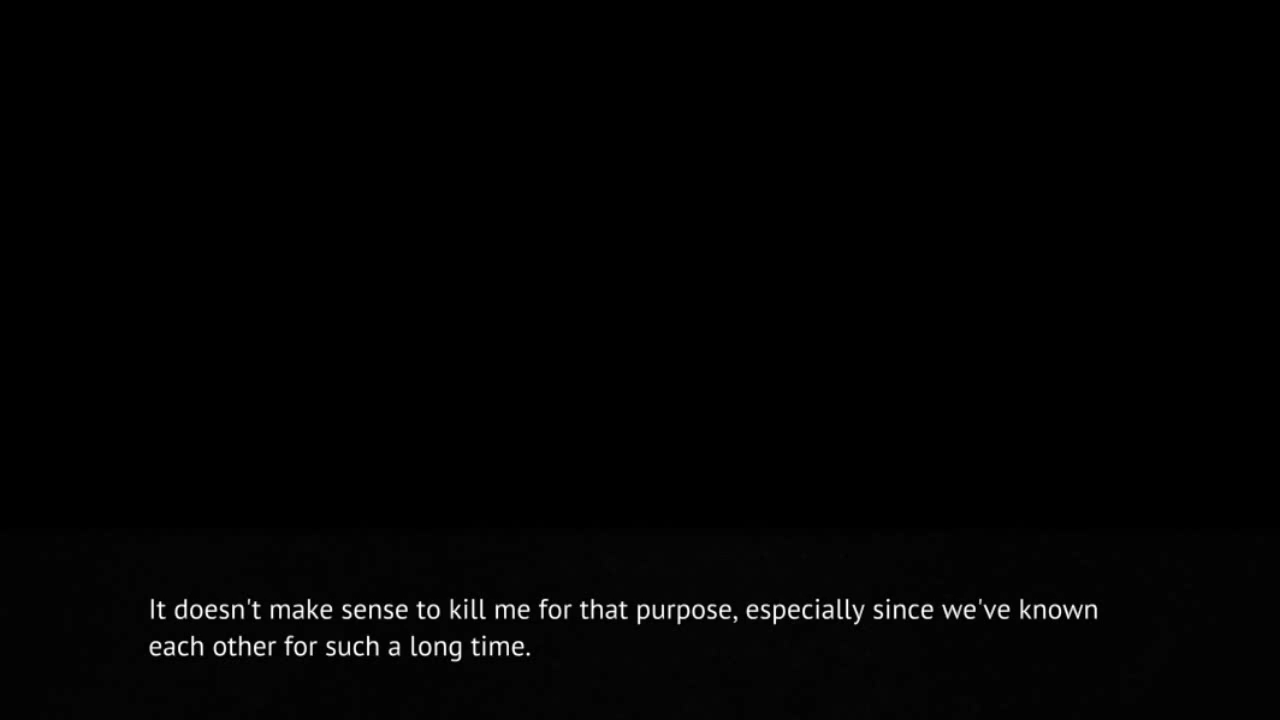 It doesn't make sense to kill me for that purpose, especially since we've known
each other for such a long time.